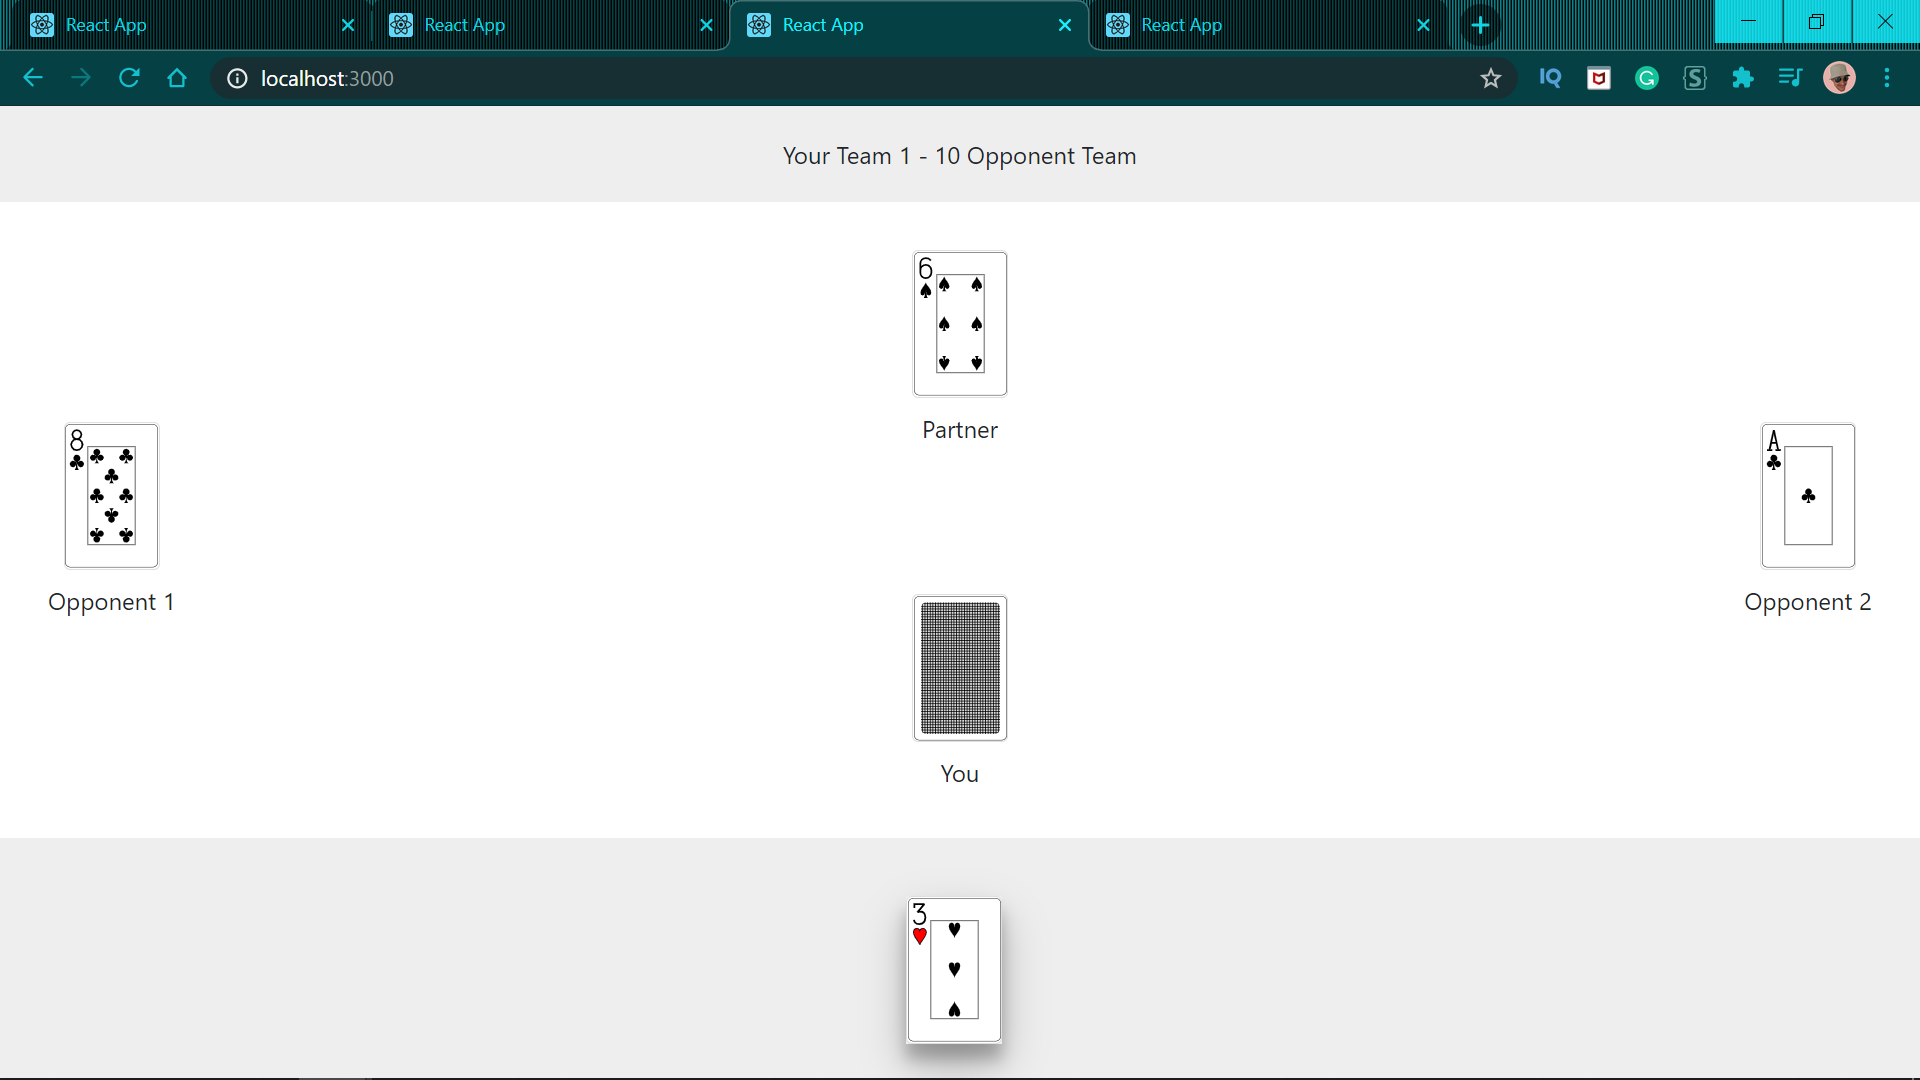 React App
React App
React App
React App
localhost:3000
IQ
Your Team 1 - 10 Opponent Team
6
Partner
8
Opponent 1
A
Opponent 2
You
3